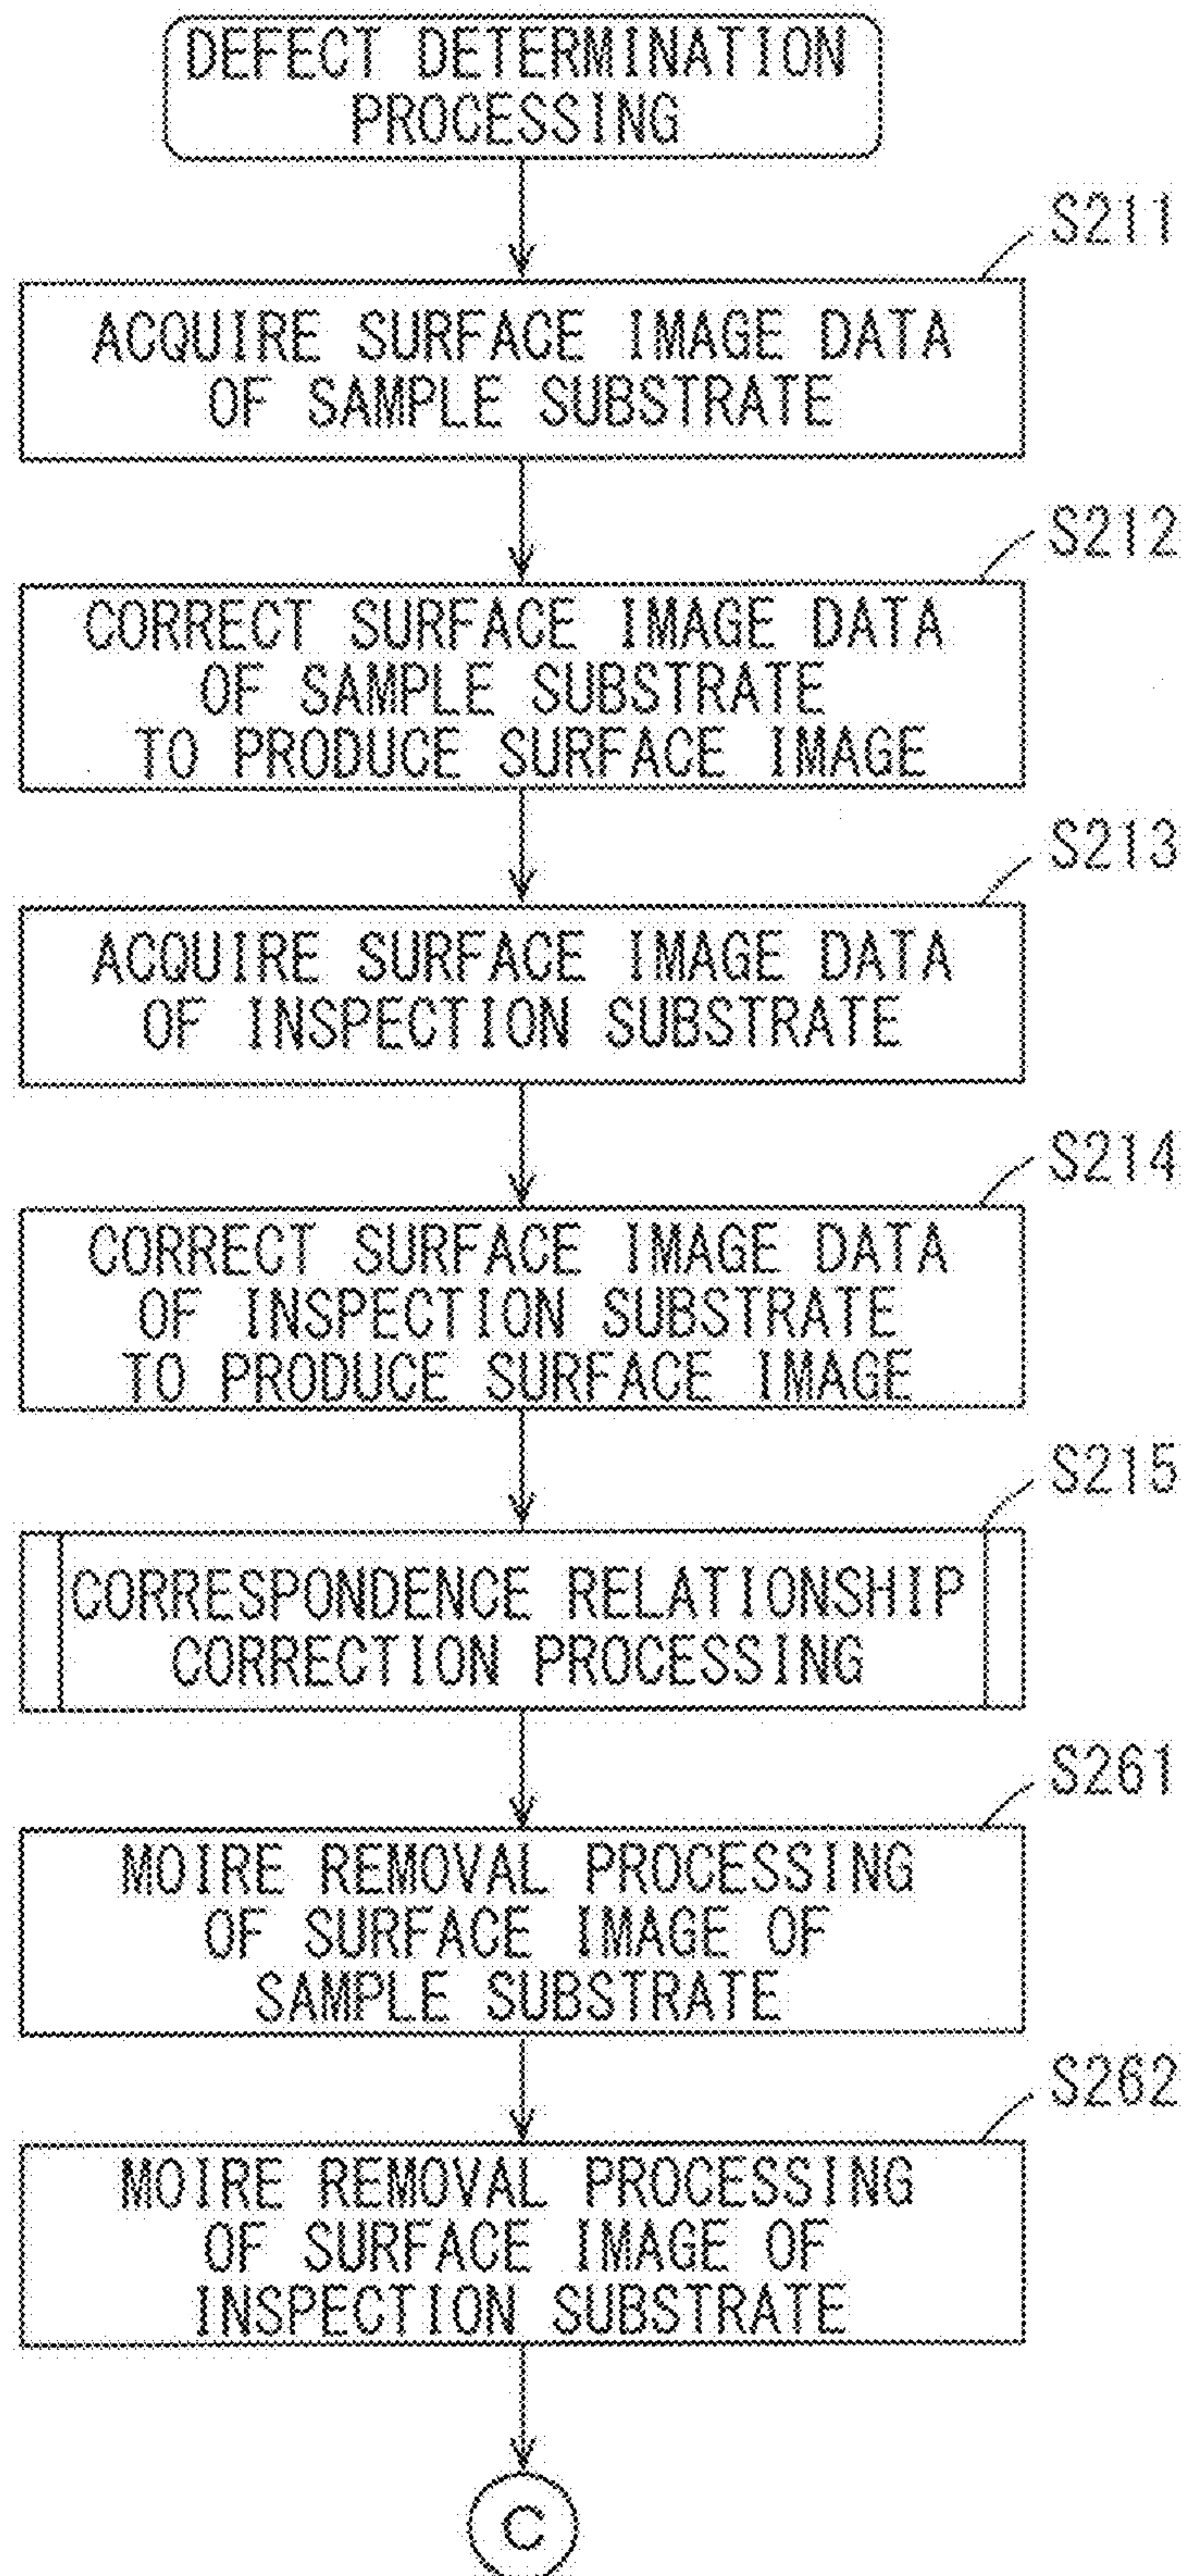 DEFECT DETERMINATION
PROCESSING
S211
ACQUIRE SURFACE IMAGE DATA
OF SAMPLE SUBSTRATE
S212
CORRECT SURFACE IMAGE DATA
OF SAMPLE SUBSTRATE
TO PRODUCE SURFACE IMAGE
S213
ACQUIRE SURFACE IMAGE DATA
OF INSPECTION SUBSTRATE
S214
CORRECT SURFACE IMAGE DATA
OF INSPECTION SUBSTRATE
TO PRODUCE SURFACE IMAGE
S215
CORRESPONDENCE RELATIONSHIP
CORRECTION PROCESSING
S261
MOIRE REMOVAL PROCESSING
OF SURFACE IMAGE OF
SAMPLE SUBSTRATE
S262
MOIRE REMOVAL PROCESSING
OF SURFACE IMAGE OF
INSPECTION SUBSTRATE
C